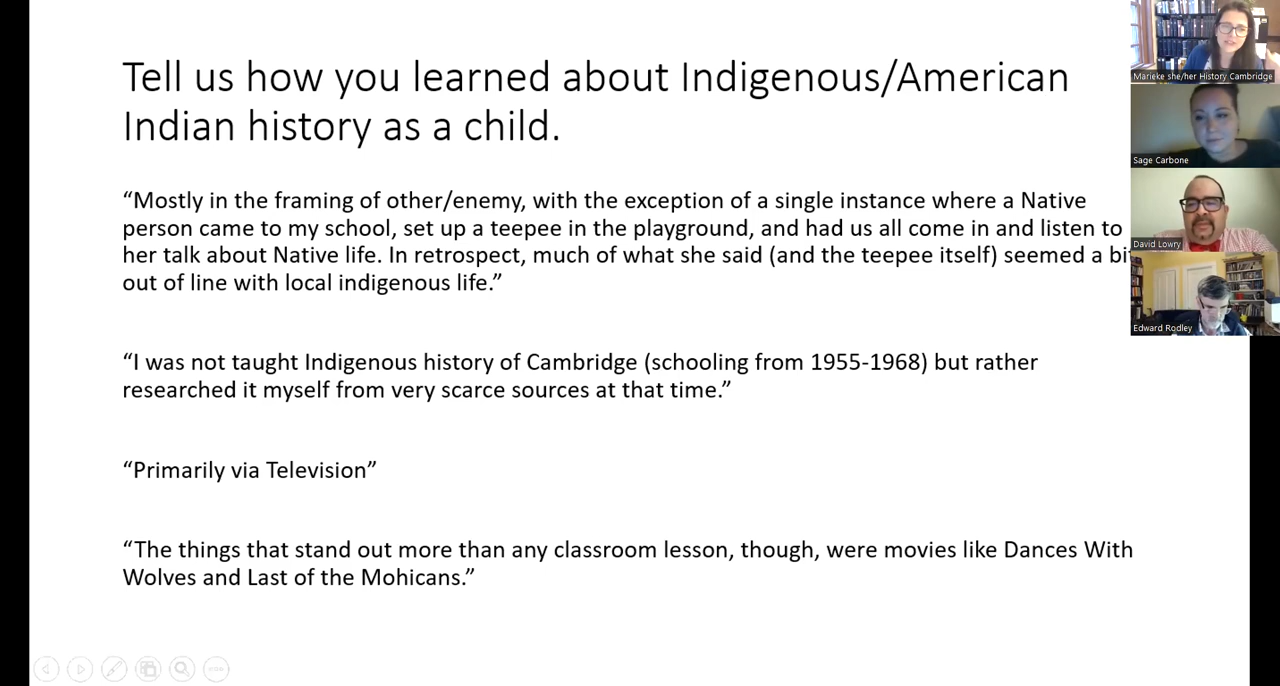 Tell us how you learned about Indigenous/American
Indian history as a child.
“Mostly in the framing of other/enemy, with the exception of a single instance where a Native
person came to my school, set up a teepee in the playground, and had us all come in and listen to
her talk about Native life. In retrospect, much of what she said (and the teepee itself) seemed a bit
out of line with local indigenous life.”
“I was not taught Indigenous history of Cambridge (schooling from 1955-1968) but rather
researched it myself from very scarce sources at that time.”
“Primarily via Television”
“The things that stand out more than any classroom lesson, though, were movies like Dances With
Wolves and Last of the Mohicans.”
Marieke she/her History Cambridge
Sage Carbone
David Lowry
Edward Rodley